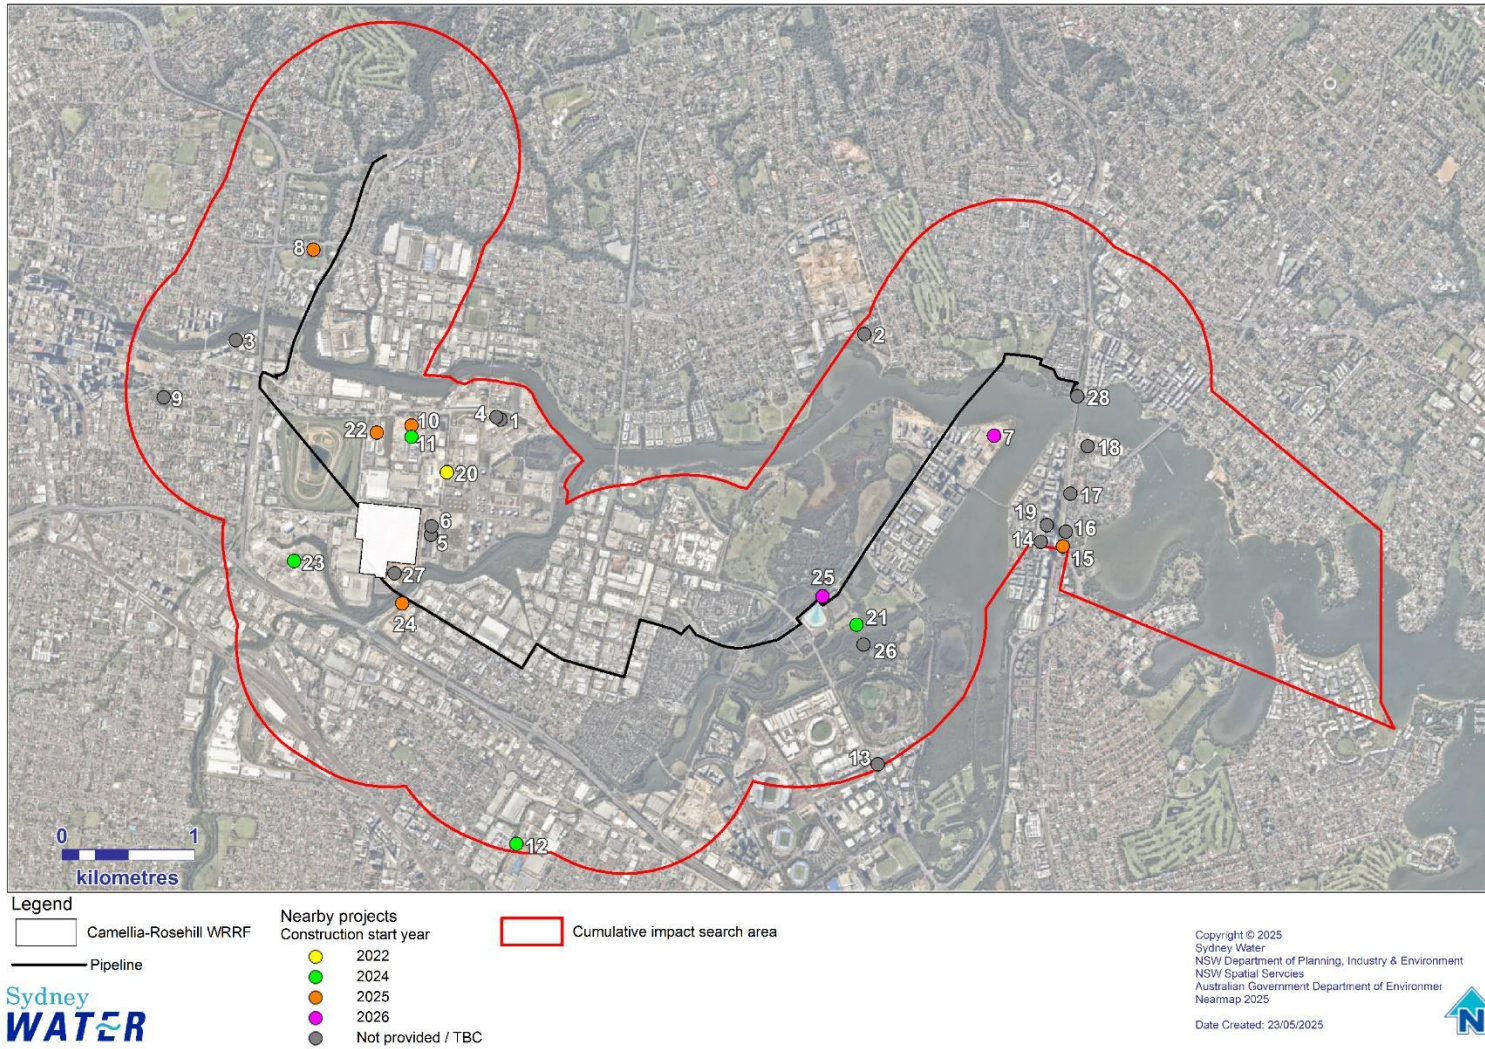 8
3
2
9
28
4
1
10
22
11
7
18
20
17
6
19
16
5
14
15
23
27
25
24
21
26
13
12
0 1
kilometres
Legend
Camellia-Rosehill WRRF
Pipeline
Nearby projects
Construction start year
2022
2024
2025
2026
Not provided / TBC
Cumulative impact search area
Sydney
WATER
Copyright © 2025
Sydney Water
NSW Department of Planning, Industry & Environment
NSW Spatial Servcies
Australian Government Department of Environmer
Nearmap 2025
Date Created: 23/05/2025
N